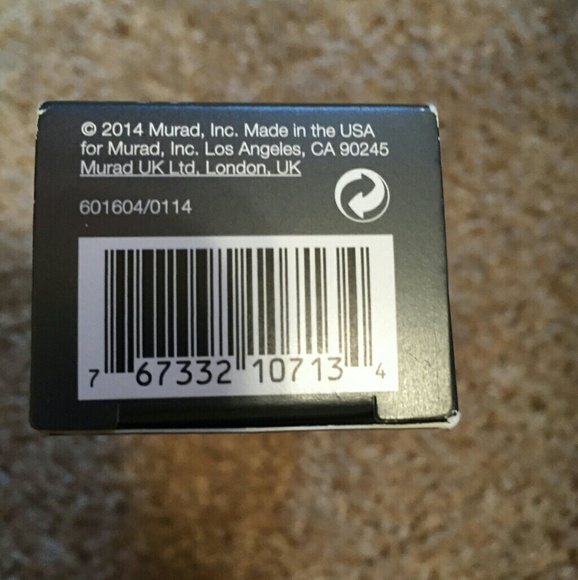 © 2014 Murad, Inc. Made in the USA
for Murad, Inc. Los Angeles, CA 90245
Murad UK Ltd. London, UK
601604/0114
7 67332 10713 4